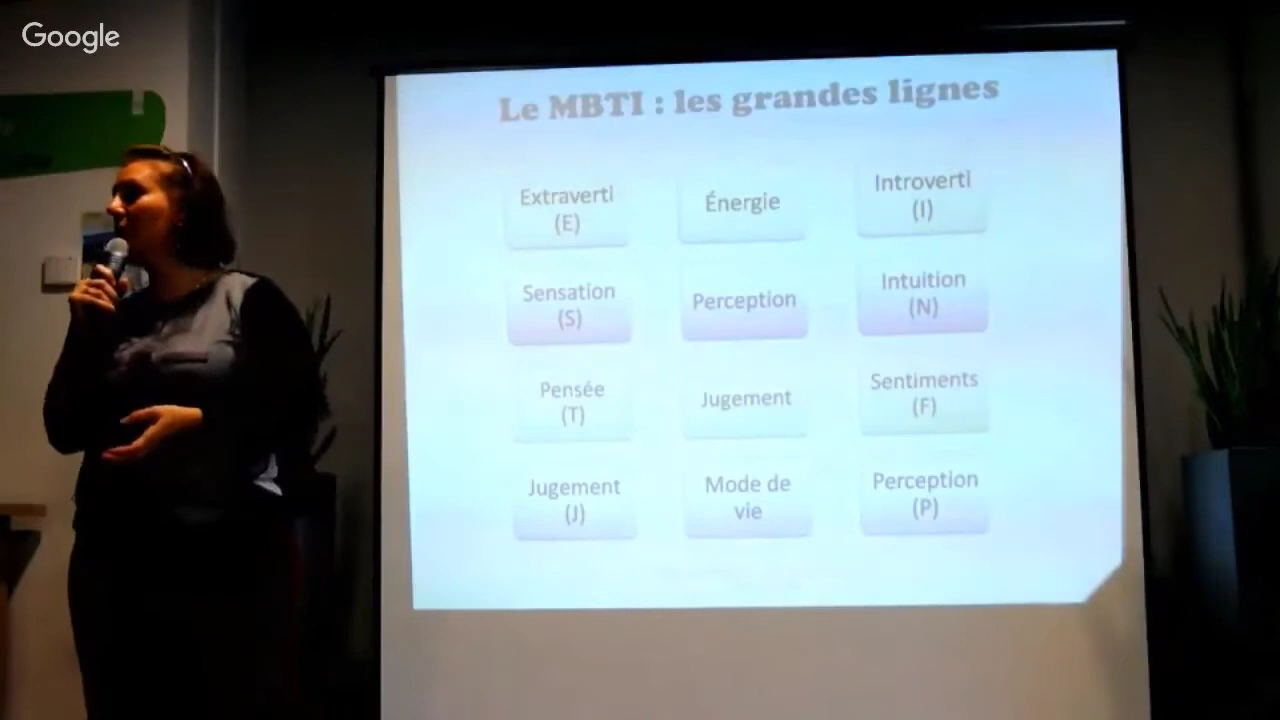 Google
Le MBTI : les grandes lignes
Extraverti
(E)
Énergie
Introverti
(I)
Sensation
(S)
Perception
Intuition
(N)
Pensée
(T)
Jugement
Sentiments
(F)
Jugement
(J)
Mode de
vie
Perception
(P)